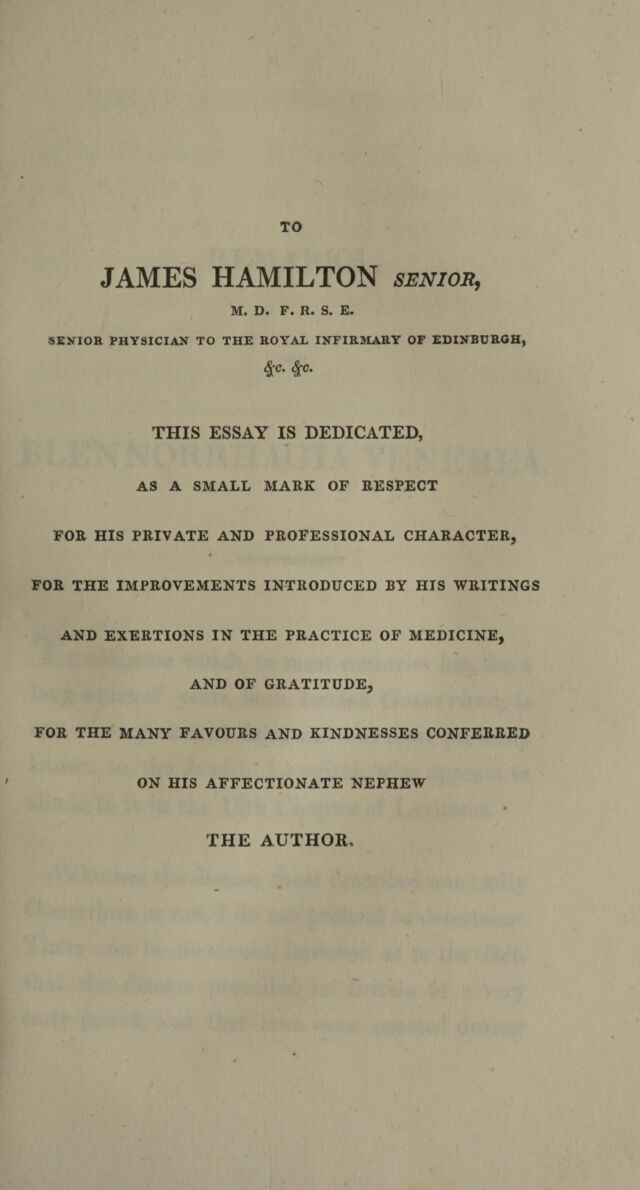 TO
JAMES HAMILTON SENIOR,
M. D. F. R. S. E.
SENIOR PHYSICIAN TO THE ROYAL INFIRMARY OF EDINBURGH,
&c. &c.
THIS ESSAY IS DEDICATED,
AS A SMALL MARK OF RESPECT
FOR HIS PRIVATE AND PROFESSIONAL CHARACTER,
FOR THE IMPROVEMENTS INTRODUCED BY HIS WRITINGS
AND EXERTIONS IN THE PRACTICE OF MEDICINE,
AND OF GRATITUDE,
FOR THE MANY FAVOURS AND KINDNESSES CONFERRED
ON HIS AFFECTIONATE NEPHEW
THE AUTHOR.